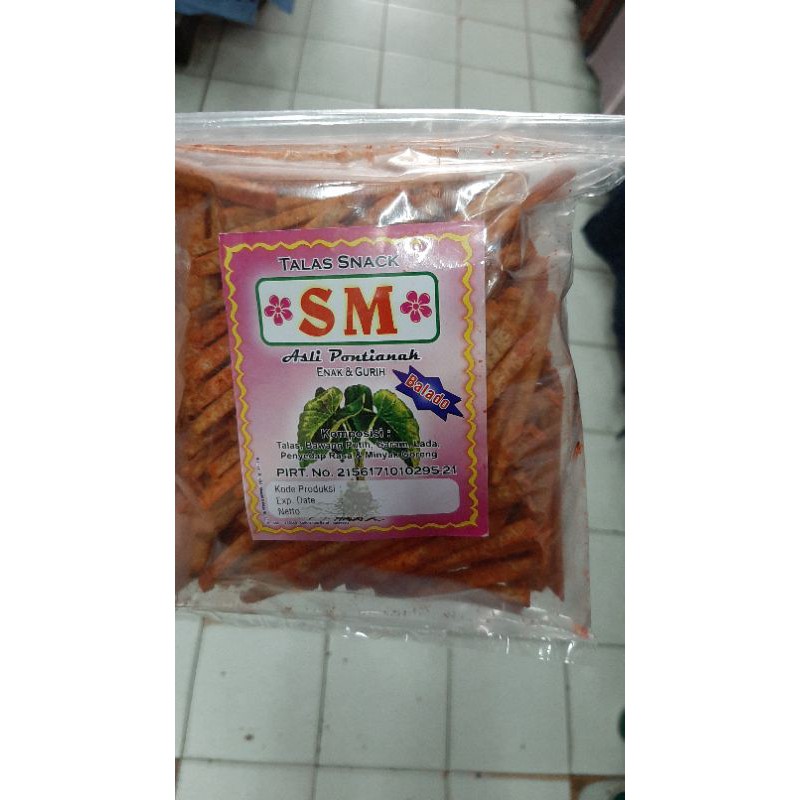 TALAS SNACK
SM
Asli Pontianak
ENAK & GURIH
Balado
Komposisi :
Talas, Bawang Putih, Garam, Lada,
Penyedap Rasa & Minyak Goreng
PIRT. No. 2156171010295.21
Kode Produksi :
Exp. Date
Netto